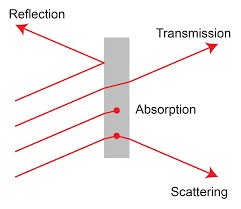 Reflection
Transmission
Absorption
Scattering